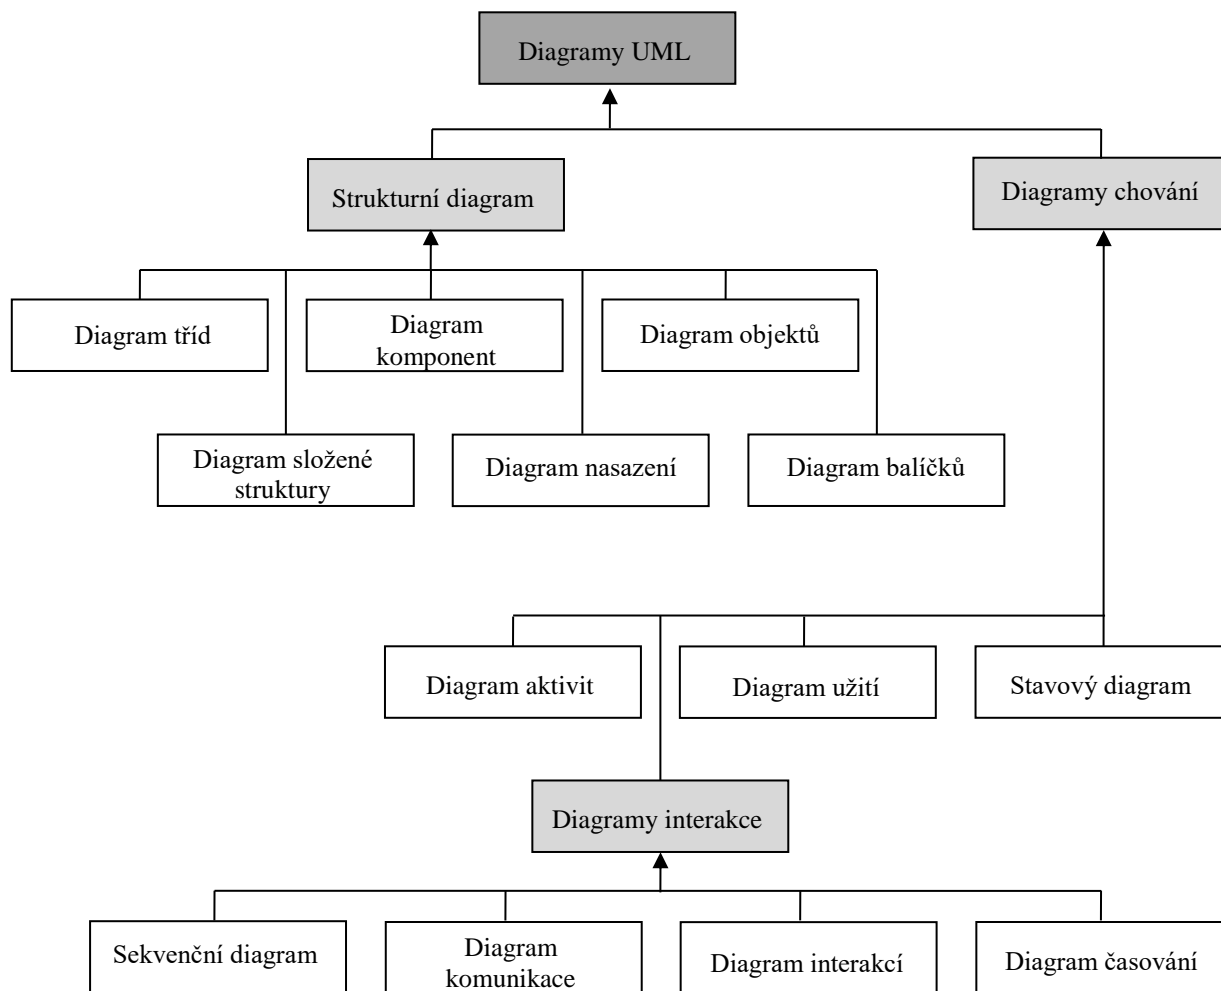 Diagramy UML
Strukturní diagram
Diagramy chování
Diagram tříd
Diagram
komponent
Diagram objektů
Diagram složené
struktury
Diagram nasazení
Diagram balíčků
Diagram aktivit
Diagram užití
Stavový diagram
Diagramy interakce
Sekvenční diagram
Diagram
komunikace
Diagram interakcí
Diagram časování